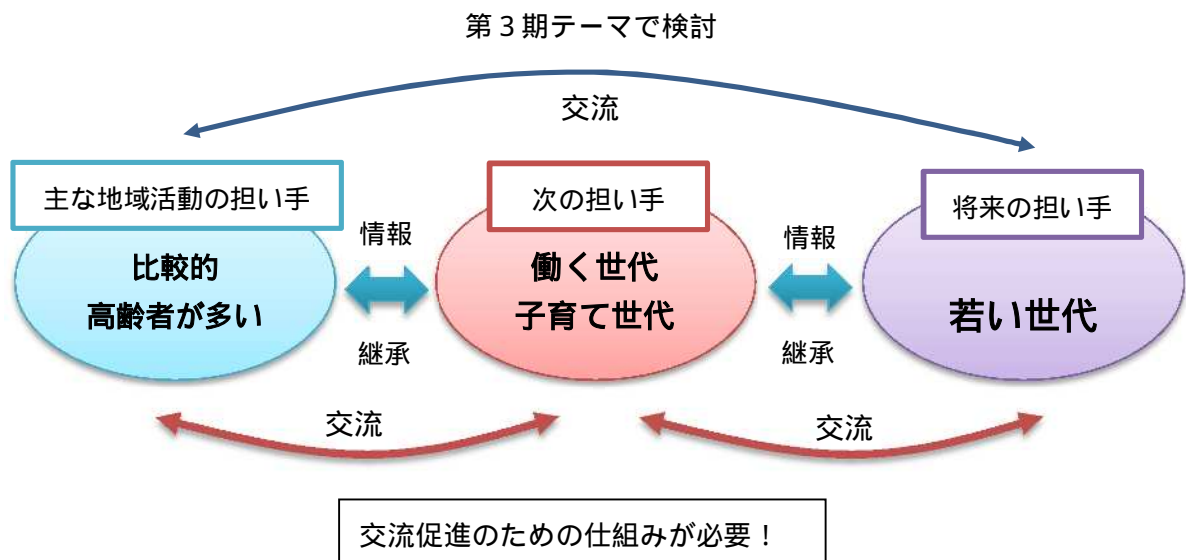 第３期テーマで検討
交流
主な地域活動の担い手
比較的
高齢者が多い
情報
継承
次の担い手
働く世代
子育て世代
情報
継承
将来の担い手
若い世代
交流
交流
交流促進のための仕組みが必要！